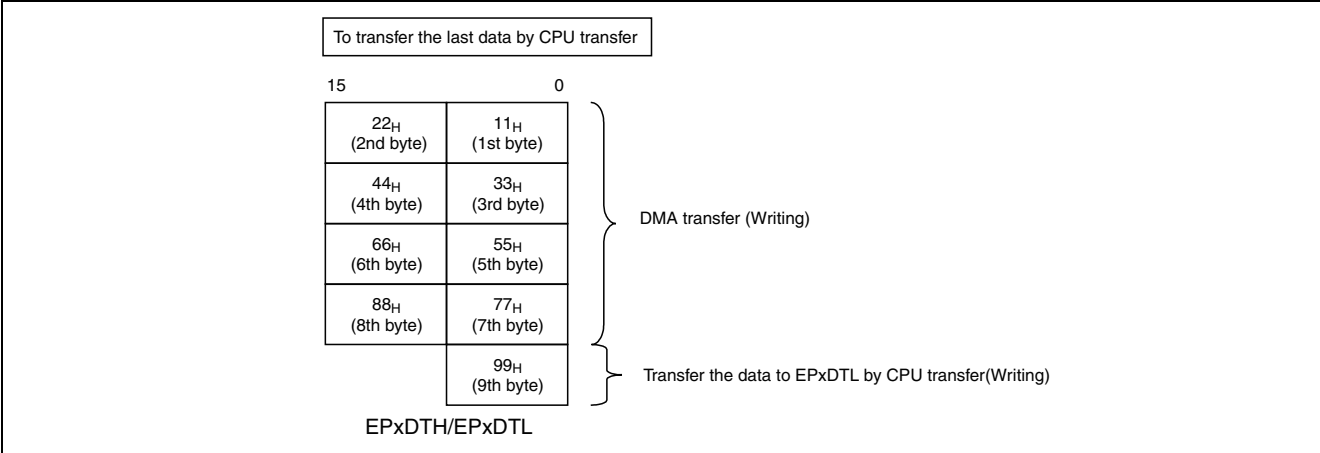 To transfer the last data by CPU transfer
15 0
22H 11H
(2nd byte) (1st byte)
44H 33H
(4th byte) (3rd byte)
DMA transfer (Writing)
66H 55H
(6th byte) (5th byte)
88H 77H
(8th byte) (7th byte)
99H
(9th byte)
Transfer the data to EPxDTL by CPU transfer(Writing)
EPxDTH/EPxDTL